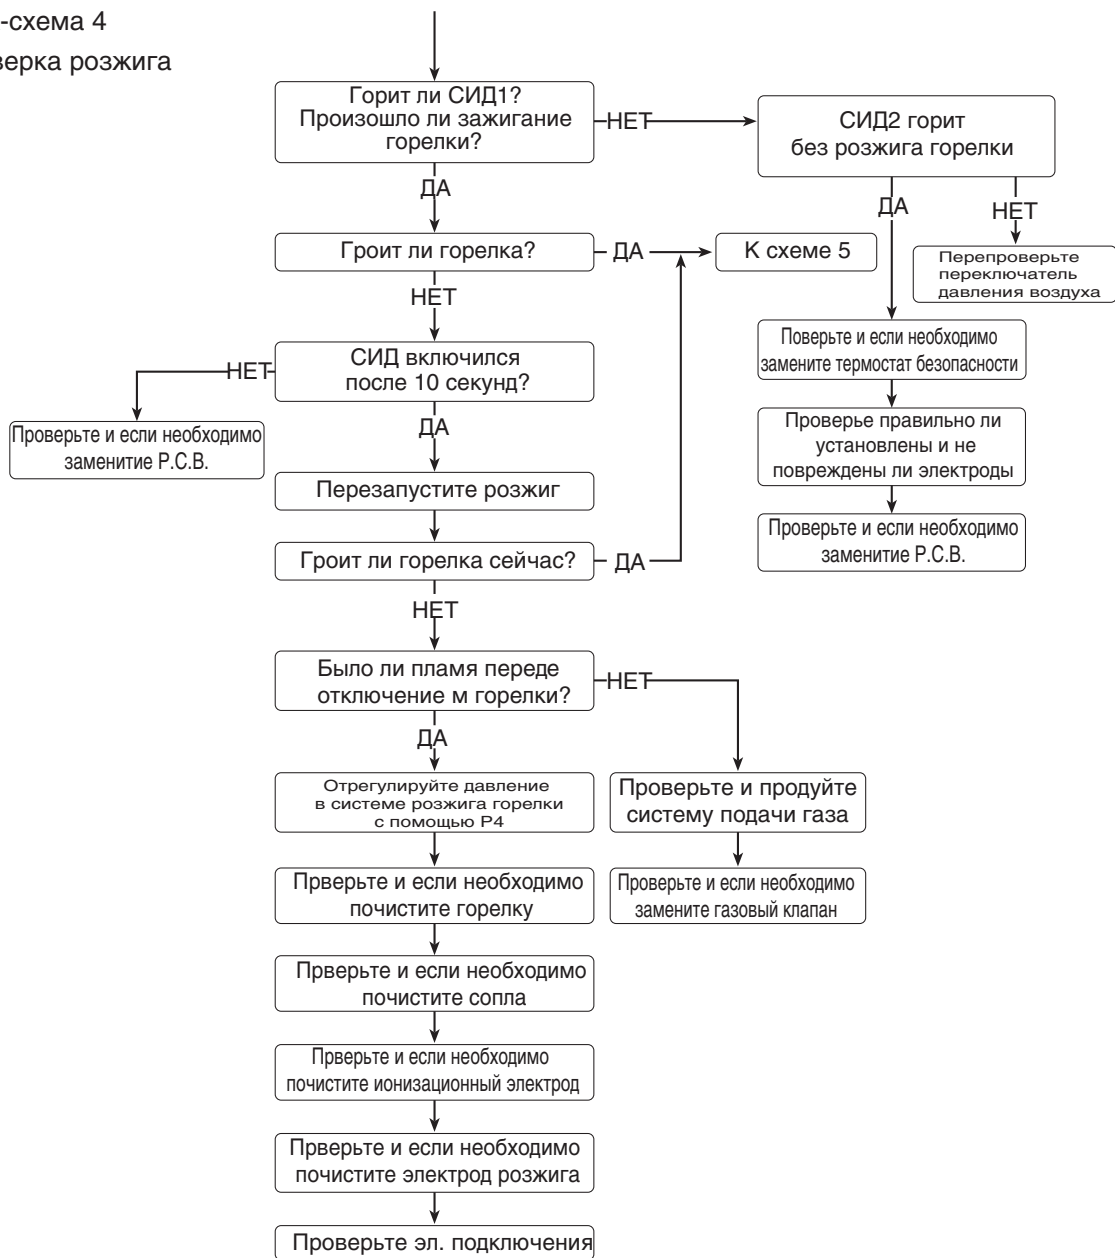 -схема 4
верка розжига
Горит ли СИД1?
Произошло ли зажигание
горелки?
НЕТ
СИД2 горит
без розжига горелки
ДА
ДА
НЕТ
Гроит ли горелка?
ДА
К схеме 5
Перепроверьте
переключатель
давления воздуха
НЕТ
Поверьте и если необходимо
замените термостат безопасности
СИД включился
после 10 секунд?
НЕТ
Проверье правильно ли
установлены и не
повреждены ли электроды
ДА
Проверьте и если необходимо
заменитие Р.С.В.
Перезапустите розжиг
Проверьте и если необходимо
заменитие Р.С.В.
Гроит ли горелка сейчас?
ДА
НЕТ
Было ли пламя переде
отключение м горелки?
НЕТ
ДА
Отрегулируйте давление
в системе розжига горелки
с помощью Р4
Проверьте и продуйте
систему подачи газа
Прверьте и если необходимо
почистите горелку
Проверьте и если необходимо
замените газовый клапан
Прверьте и если необходимо
почистите сопла
Прверьте и если необходимо
почистите ионизационный электрод
Прверьте и если необходимо
почистите электрод розжига
Проверьте эл. подключения